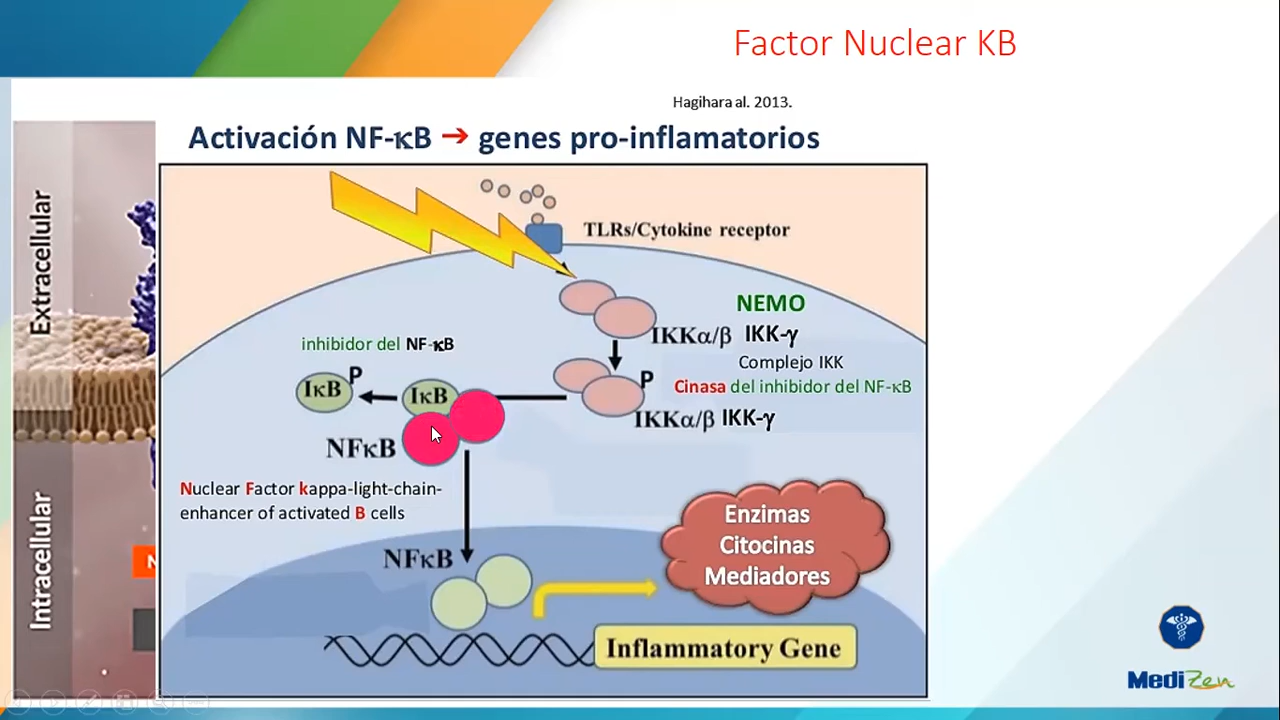 Factor Nuclear KB
Hagihara al. 2013.
Activación NF-κB ➔ genes pro-inflamatorios
Extracellular
TLRs/Cytokine receptor
NEMO
IKKα/β IKK-γ
Complejo IKK
inhibidor del NF-κB
P
Cinasa del inhibidor del NF-κB
IκB
P
IκB
IKKα/β IKK-γ
NFκB
Nuclear Factor kappa-light-chain-
enhancer of activated B cells
Intracellular
N
Enzimas
Citocinas
Mediadores
NFκB
Inflammatory Gene
MediZen